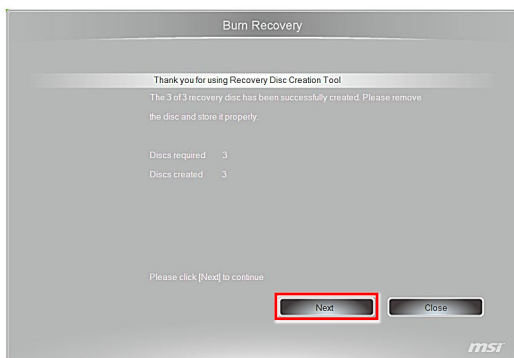 Burn Recovery
Thank you for using Recovery Disc Creation Tool
The 3 of 3 recovery disc has been successfully created. Please remove
the disc and store it properly.
Discs required 3
Discs created 3
Please click [Next] to continue
Next Close
msi